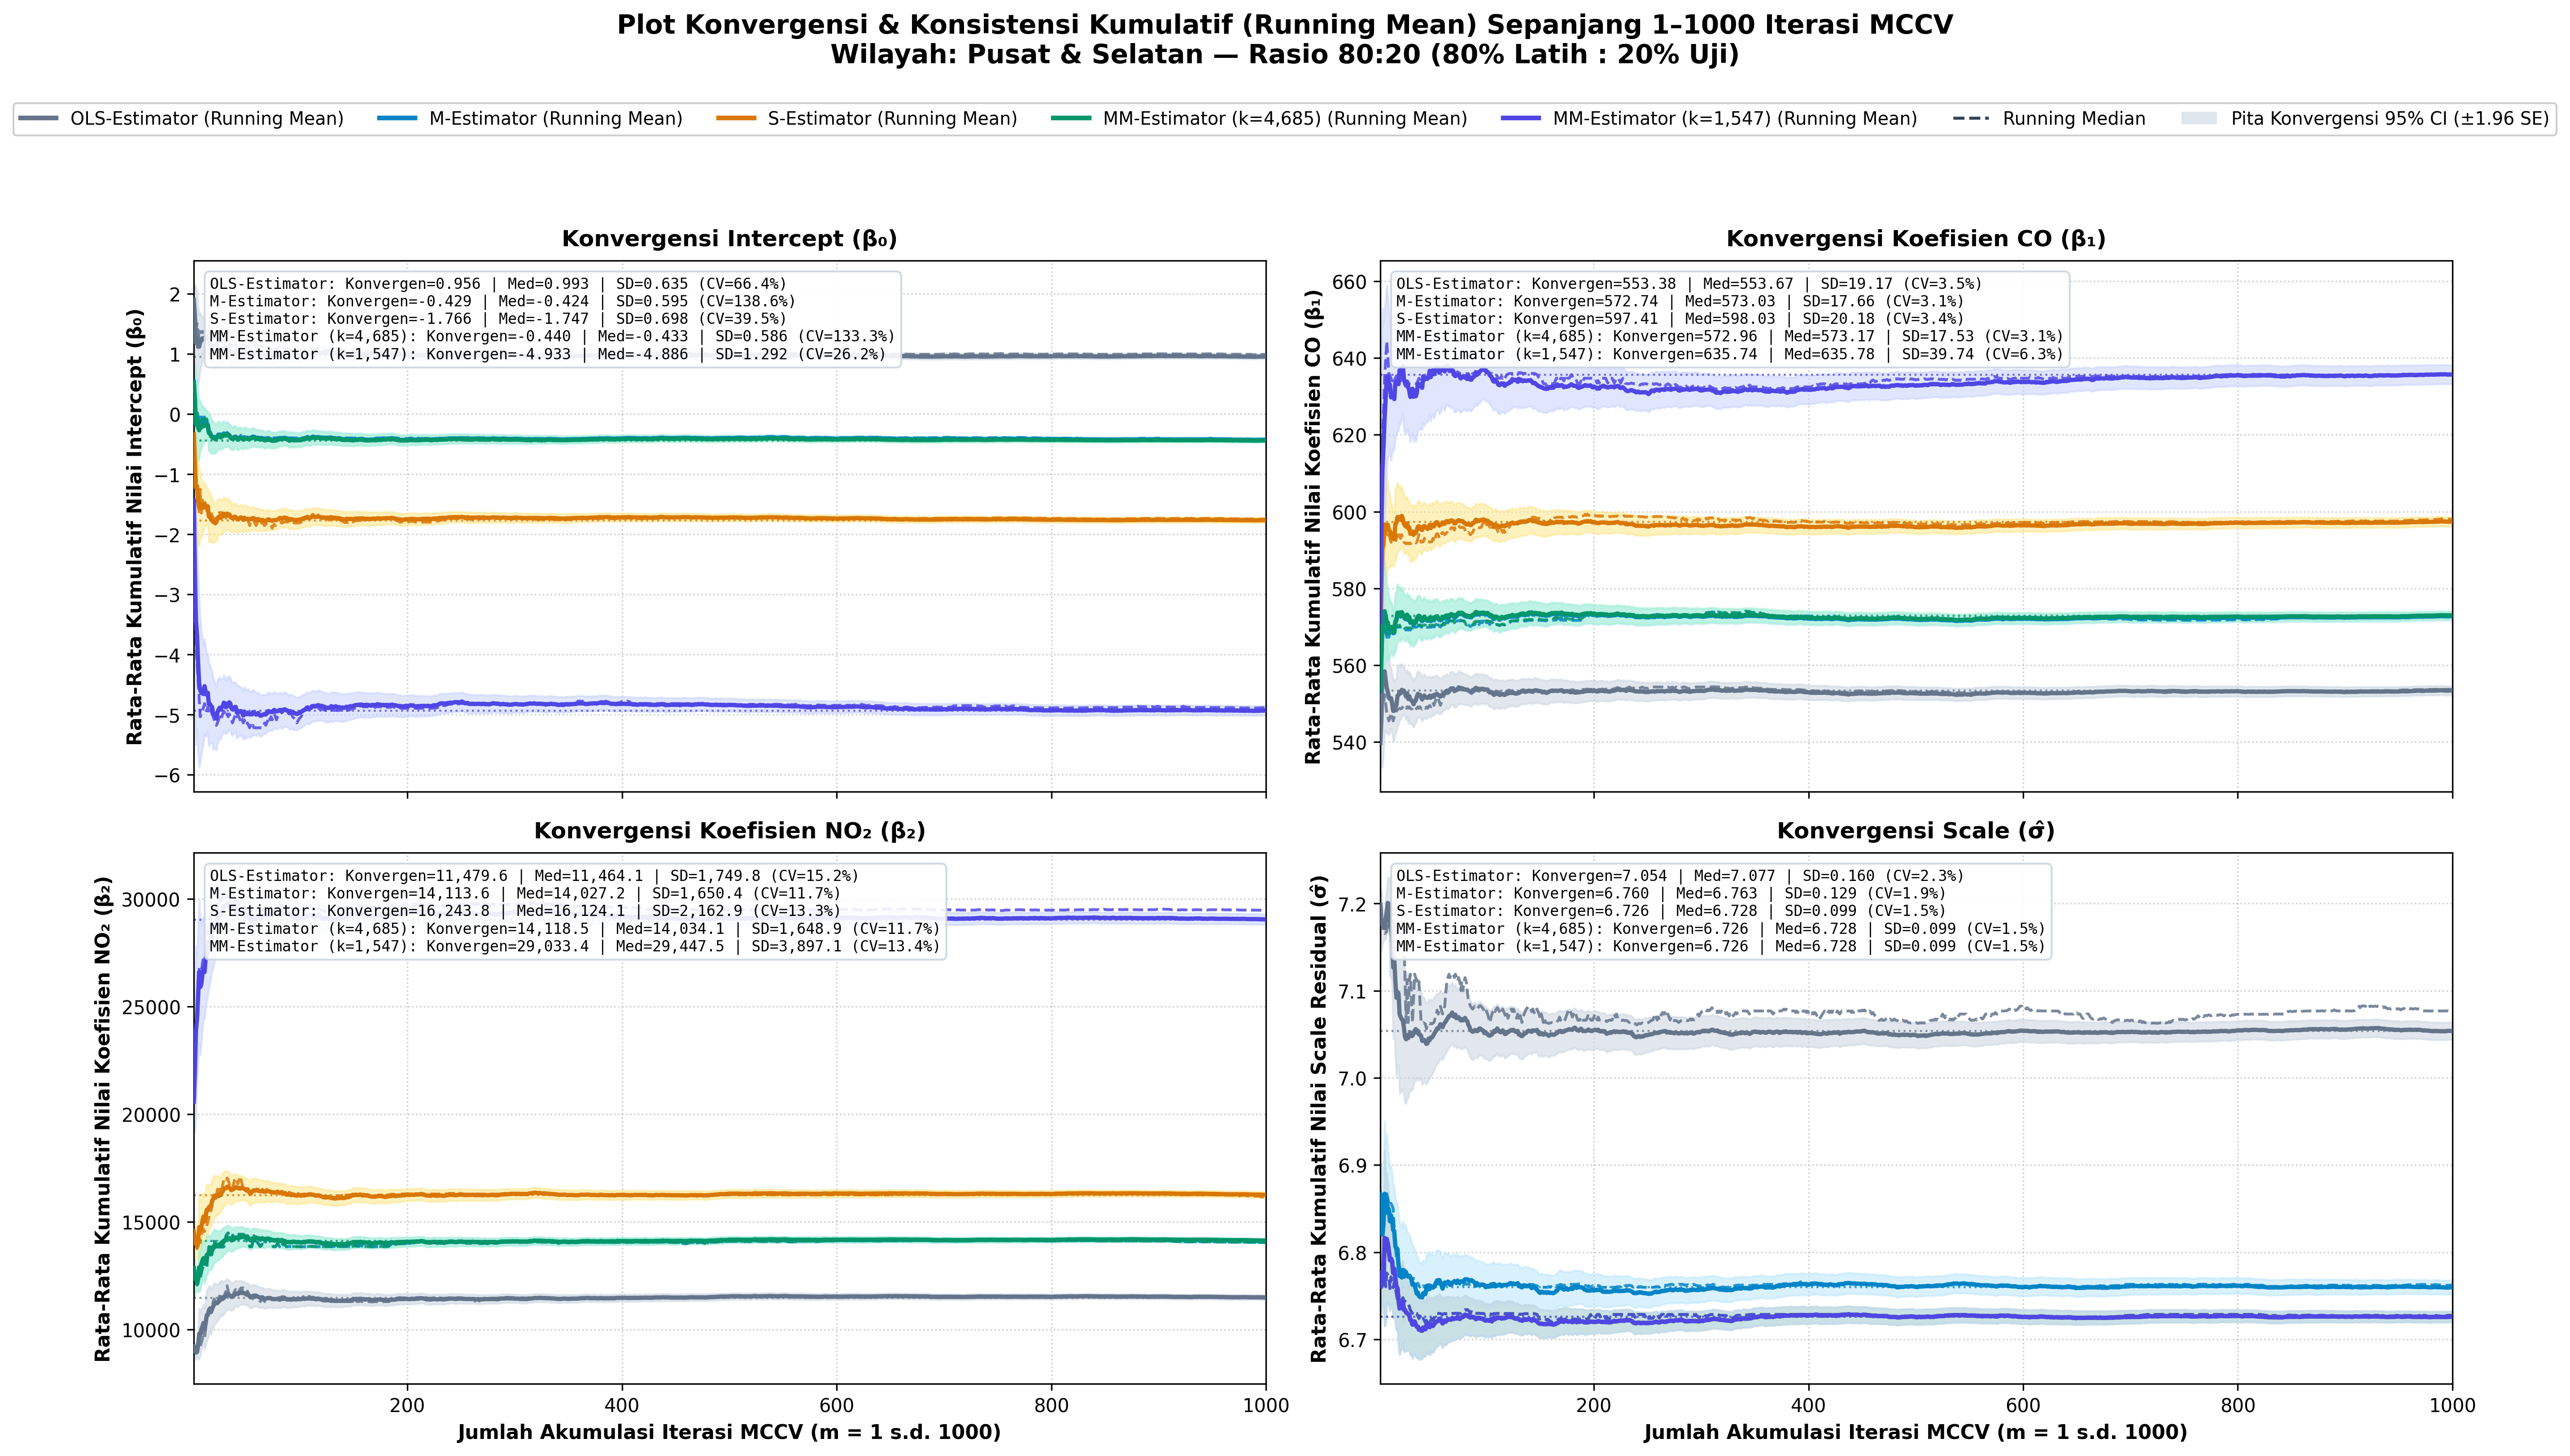 Plot Konvergensi & Konsistensi Kumulatif (Running Mean) Sepanjang 1–1000 Iterasi MCCV
Wilayah: Pusat & Selatan — Rasio 80:20 (80% Latih : 20% Uji)
OLS-Estimator (Running Mean)
M-Estimator (Running Mean)
S-Estimator (Running Mean)
MM-Estimator (k=4,685) (Running Mean)
MM-Estimator (k=1,547) (Running Mean)
Running Median
Pita Konvergensi 95% CI (±1.96 SE)
Konvergensi Intercept (β₀)
Rata-Rata Kumulatif Nilai Intercept (β₀)
2
1
0
−1
−2
−3
−4
−5
−6
OLS-Estimator: Konvergen=0.956 | Med=0.993 | SD=0.635 (CV=66.4%)
M-Estimator: Konvergen=-0.429 | Med=-0.424 | SD=0.595 (CV=138.6%)
S-Estimator: Konvergen=-1.766 | Med=-1.747 | SD=0.698 (CV=39.5%)
MM-Estimator (k=4,685): Konvergen=-0.440 | Med=-0.433 | SD=0.586 (CV=133.3%)
MM-Estimator (k=1,547): Konvergen=-4.933 | Med=-4.886 | SD=1.292 (CV=26.2%)
Konvergensi Koefisien CO (β₁)
Rata-Rata Kumulatif Nilai Koefisien CO (β₁)
660
640
620
600
580
560
540
OLS-Estimator: Konvergen=553.38 | Med=553.67 | SD=19.17 (CV=3.5%)
M-Estimator: Konvergen=572.74 | Med=573.03 | SD=17.66 (CV=3.1%)
S-Estimator: Konvergen=597.41 | Med=598.03 | SD=20.18 (CV=3.4%)
MM-Estimator (k=4,685): Konvergen=572.96 | Med=573.17 | SD=17.53 (CV=3.1%)
MM-Estimator (k=1,547): Konvergen=635.74 | Med=635.78 | SD=39.74 (CV=6.3%)
Konvergensi Koefisien NO₂ (β₂)
Rata-Rata Kumulatif Nilai Koefisien NO₂ (β₂)
30000
25000
20000
15000
10000
OLS-Estimator: Konvergen=11,479.6 | Med=11,464.1 | SD=1,749.8 (CV=15.2%)
M-Estimator: Konvergen=14,113.6 | Med=14,027.2 | SD=1,650.4 (CV=11.7%)
S-Estimator: Konvergen=16,243.8 | Med=16,124.1 | SD=2,162.9 (CV=13.3%)
MM-Estimator (k=4,685): Konvergen=14,118.5 | Med=14,034.1 | SD=1,648.9 (CV=11.7%)
MM-Estimator (k=1,547): Konvergen=29,033.4 | Med=29,447.5 | SD=3,897.1 (CV=13.4%)
200 400 600 800 1000
Jumlah Akumulasi Iterasi MCCV (m = 1 s.d. 1000)
Konvergensi Scale (σ̂)
Rata-Rata Kumulatif Nilai Scale Residual (σ̂)
7.2
7.1
7.0
6.9
6.8
6.7
OLS-Estimator: Konvergen=7.054 | Med=7.077 | SD=0.160 (CV=2.3%)
M-Estimator: Konvergen=6.760 | Med=6.763 | SD=0.129 (CV=1.9%)
S-Estimator: Konvergen=6.726 | Med=6.728 | SD=0.099 (CV=1.5%)
MM-Estimator (k=4,685): Konvergen=6.726 | Med=6.728 | SD=0.099 (CV=1.5%)
MM-Estimator (k=1,547): Konvergen=6.726 | Med=6.728 | SD=0.099 (CV=1.5%)
200 400 600 800 1000
Jumlah Akumulasi Iterasi MCCV (m = 1 s.d. 1000)